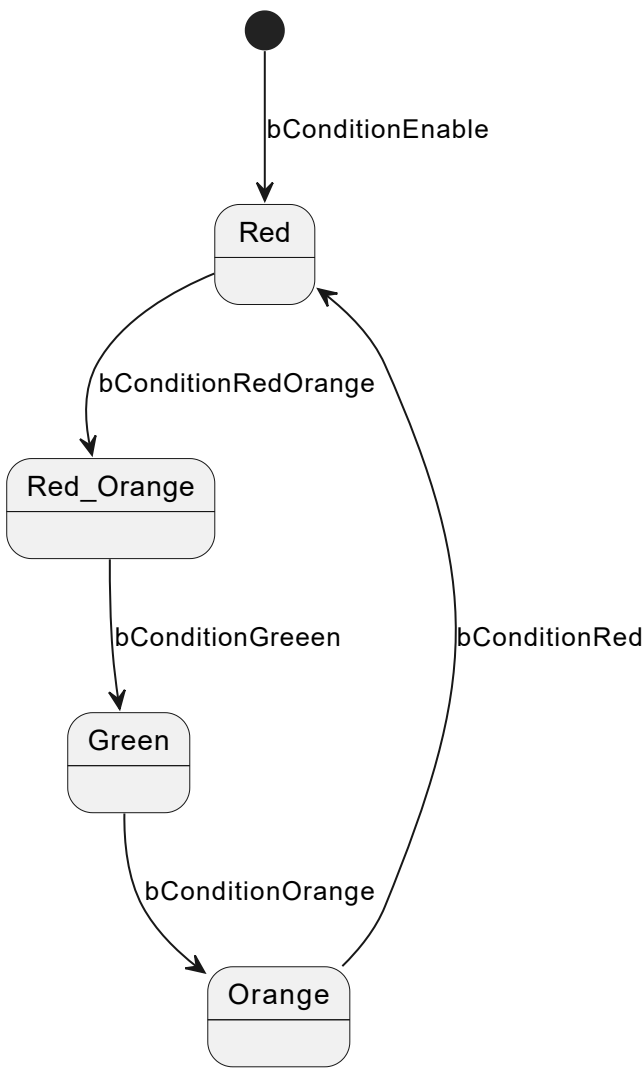 bConditionEnable
Red
bConditionRedOrange
Red_Orange
bConditionGreeen
bConditionRed
Green
bConditionOrange
Orange